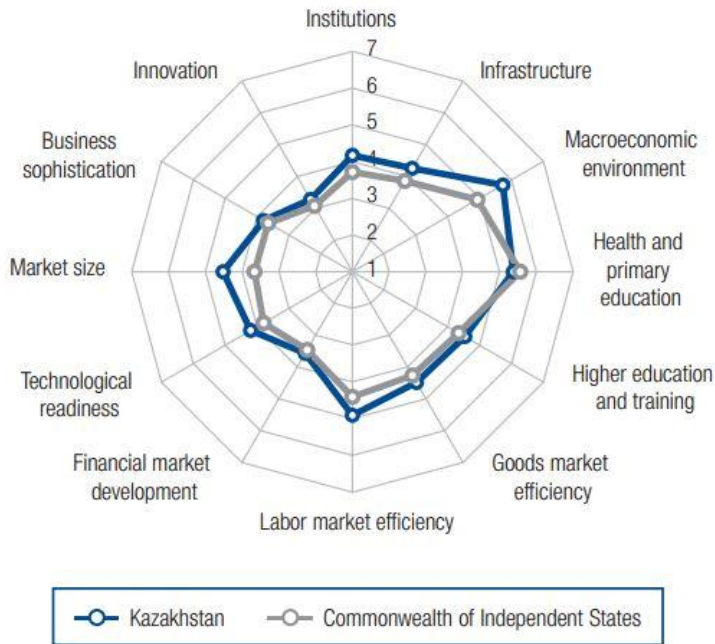 Institutions
Infrastructure
Macroeconomic
environment
Health and
primary
education
Higher education
and training
Goods market
efficiency
Labor market efficiency
Financial market
development
Technological
readiness
Market size
Business
sophistication
Innovation
7
6
5
4
3
2
1
Kazakhstan
Commonwealth of Independent States